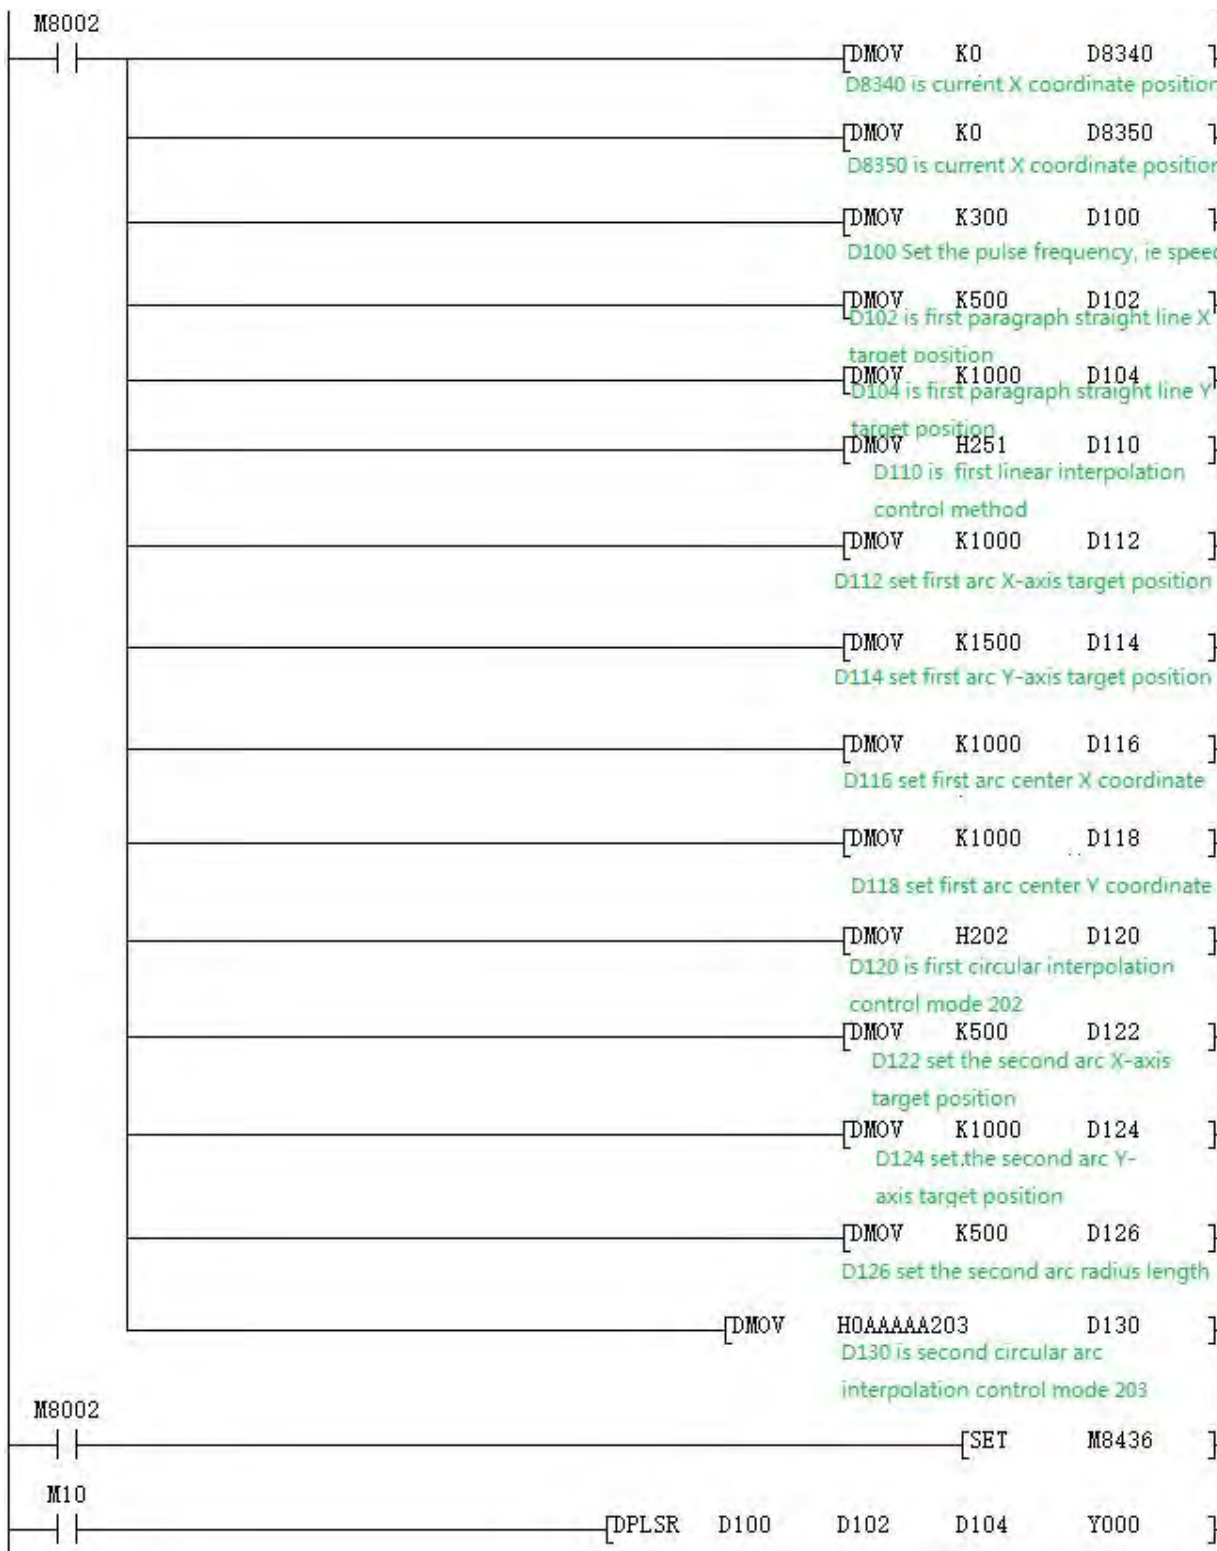 M8002
[DMOV K0 D8340 ]
D8340 is current X coordinate position
[DMOV K0 D8350 ]
D8350 is current X coordinate position
[DMOV K300 D100 ]
D100 Set the pulse frequency, ie speed
[DMOV K500 D102 ]
D102 is first paragraph straight line X
target position
[DMOV K1000 D104 ]
D104 is first paragraph straight line Y
target position
[DMOV H251 D110 ]
D110 is first linear interpolation
control method
[DMOV K1000 D112 ]
D112 set first arc X-axis target position
[DMOV K1500 D114 ]
D114 set first arc Y-axis target position
[DMOV K1000 D116 ]
D116 set first arc center X coordinate
[DMOV K1000 D118 ]
D118 set first arc center Y coordinate
[DMOV H202 D120 ]
D120 is first circular interpolation
control mode 202
[DMOV K500 D122 ]
D122 set the second arc X-axis
target position
[DMOV K1000 D124 ]
D124 set the second arc Y-
axis target position
[DMOV K500 D126 ]
D126 set the second arc radius length
[DMOV H0AAAAA203 D130 ]
D130 is second circular arc
interpolation control mode 203
M8002
[SET M8436 ]
M10
[DPLSR D100 D102 D104 Y000 ]